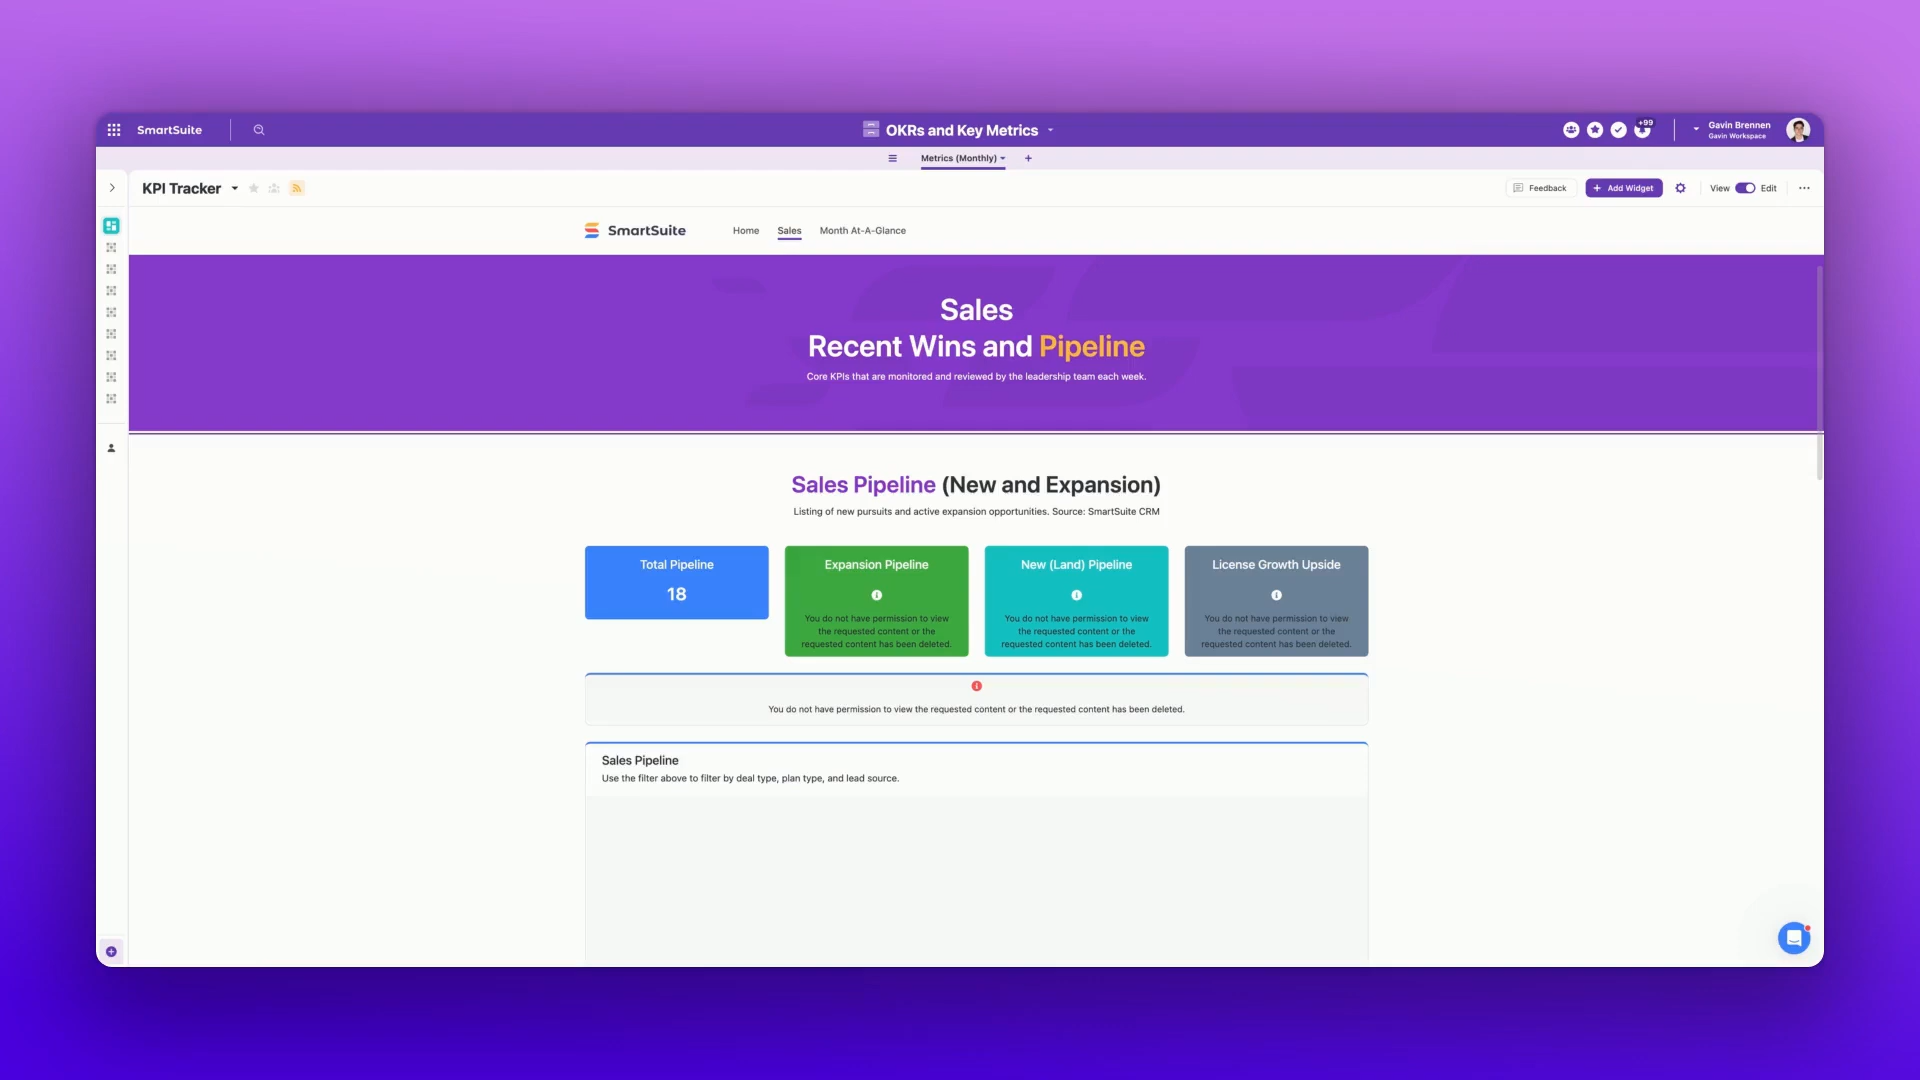 SmartSuite
OKRs and Key Metrics
+99
Gavin Brennen
Gavin Workspace
Metrics (Monthly)
KPI Tracker
Feedback
+ Add Widget
View
Edit
SmartSuite
Home
Sales
Month At-A-Glance
Sales
Recent Wins and Pipeline
Core KPIs that are monitored and reviewed by the leadership team each week.
Sales Pipeline (New and Expansion)
Listing of new pursuits and active expansion opportunities. Source: SmartSuite CRM
Total Pipeline
18
Expansion Pipeline
You do not have permission to view
the requested content or the
requested content has been deleted.
New (Land) Pipeline
You do not have permission to view
the requested content or the
requested content has been deleted.
License Growth Upside
You do not have permission to view
the requested content or the
requested content has been deleted.
You do not have permission to view the requested content or the requested content has been deleted.
Sales Pipeline
Use the filter above to filter by deal type, plan type, and lead source.